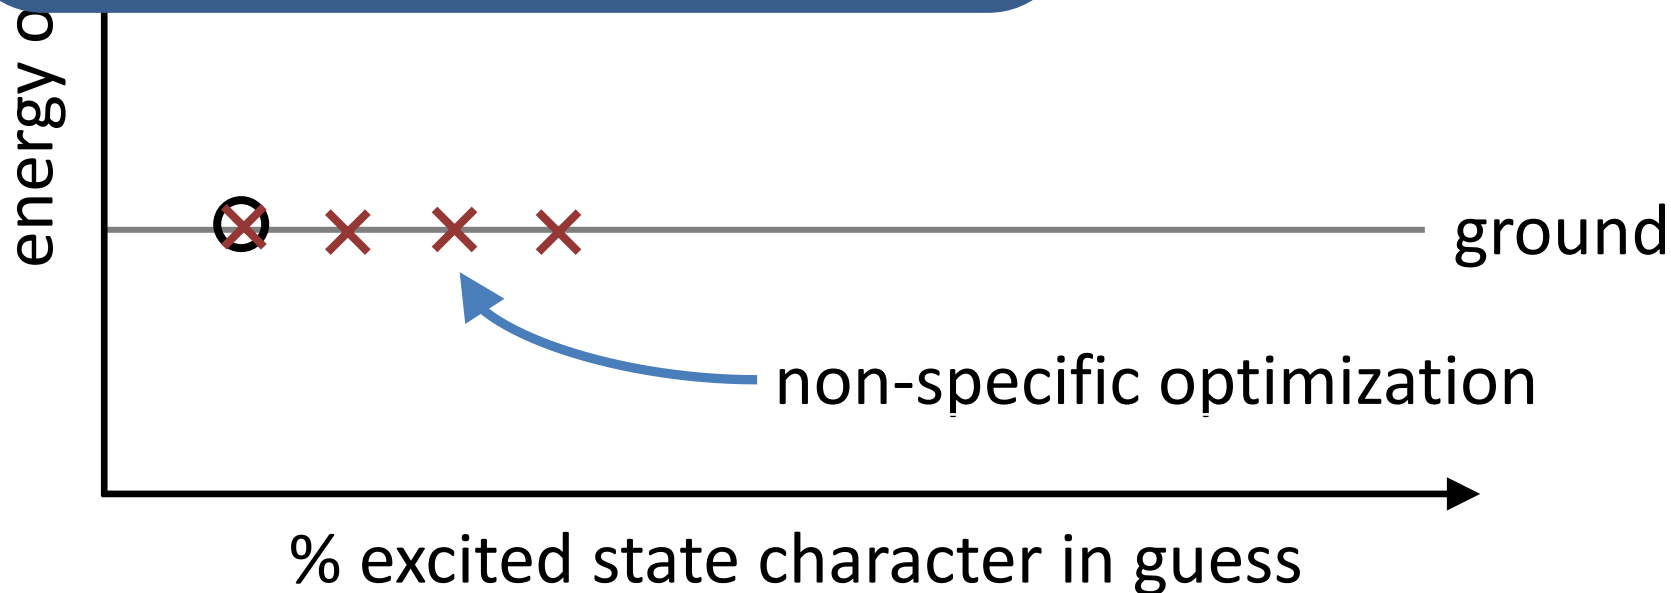 energy o
ground
non-specific optimization
% excited state character in guess